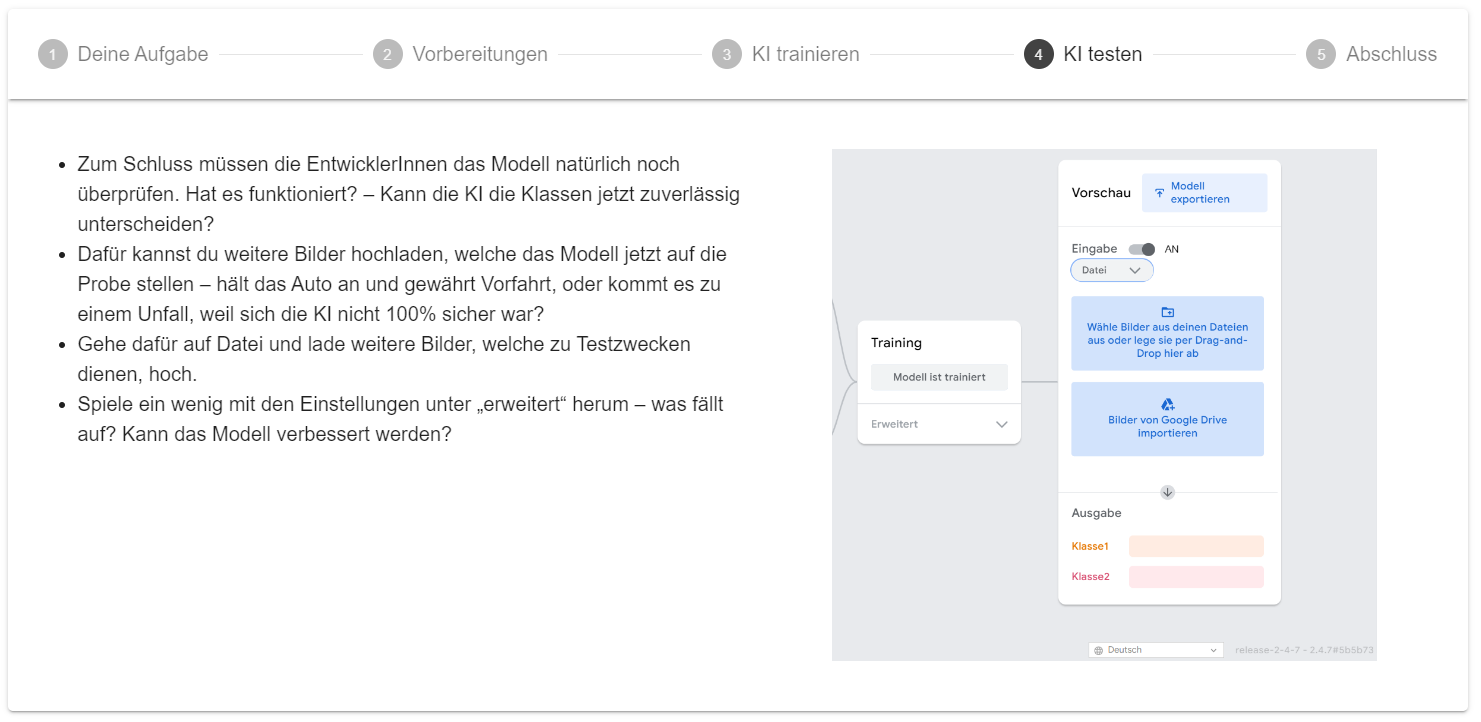 1 Deine Aufgabe 2 Vorbereitungen 3 KI trainieren 4 KI testen 5 Abschluss
• Zum Schluss müssen die EntwicklerInnen das Modell natürlich noch
überprüfen. Hat es funktioniert? – Kann die KI die Klassen jetzt zuverlässig
unterscheiden?
• Dafür kannst du weitere Bilder hochladen, welche das Modell jetzt auf die
Probe stellen – hält das Auto an und gewährt Vorfahrt, oder kommt es zu
einem Unfall, weil sich die KI nicht 100% sicher war?
• Gehe dafür auf Datei und lade weitere Bilder, welche zu Testzwecken
dienen, hoch.
• Spiele ein wenig mit den Einstellungen unter „erweitert“ herum – was fällt
auf? Kann das Modell verbessert werden?
Training
Modell ist trainiert
Erweitert
Vorschau
Modell
exportieren
Eingabe AN
Datei
Wähle Bilder aus deinen Dateien
aus oder lege sie per Drag-and-
Drop hier ab
Bilder von Google Drive
importieren
Ausgabe
Klasse1
Klasse2
Deutsch
release-2-4-7 - 2.4.7#5b5b73